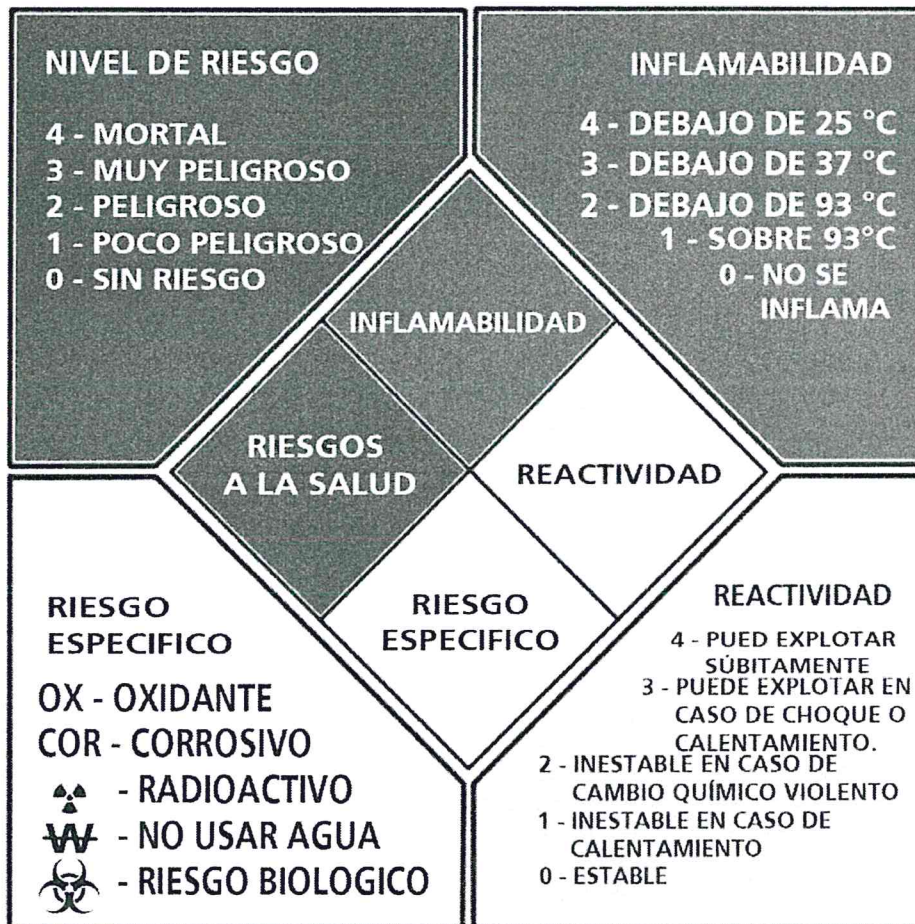 NIVEL DE RIESGO
4 - MORTAL
3 - MUY PELIGROSO
2 - PELIGROSO
1 - POCO PELIGROSO
0 - SIN RIESGO
INFLAMABILIDAD
4 - DEBAJO DE 25 °C
3 - DEBAJO DE 37 °C
2 - DEBAJO DE 93 °C
1 - SOBRE 93°C
0 - NO SE
INFLAMA
INFLAMABILIDAD
RIESGOS
A LA SALUD
REACTIVIDAD
RIESGO
ESPECIFICO
RIESGO
ESPECIFICO
OX - OXIDANTE
COR - CORROSIVO
- RADIOACTIVO
W - NO USAR AGUA
- RIESGO BIOLOGICO
REACTIVIDAD
4 - PUED EXPLOTAR
SÚBITAMENTE
3 - PUEDE EXPLOTAR EN
CASO DE CHOQUE O
CALENTAMIENTO.
2 - INESTABLE EN CASO DE
CAMBIO QUÍMICO VIOLENTO
1 - INESTABLE EN CASO DE
CALENTAMIENTO
0 - ESTABLE